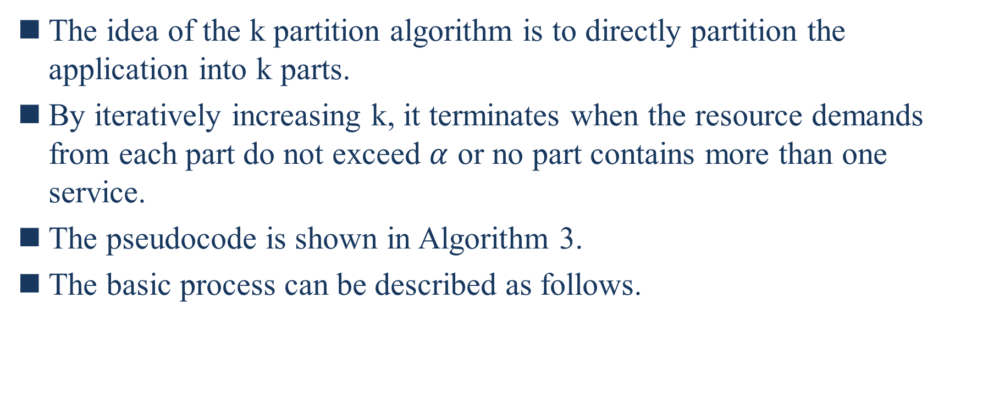 ■ The idea of the k partition algorithm is to directly partition the
application into k parts.
■ By iteratively increasing k, it terminates when the resource demands
from each part do not exceed α or no part contains more than one
service.
■ The pseudocode is shown in Algorithm 3.
■ The basic process can be described as follows.